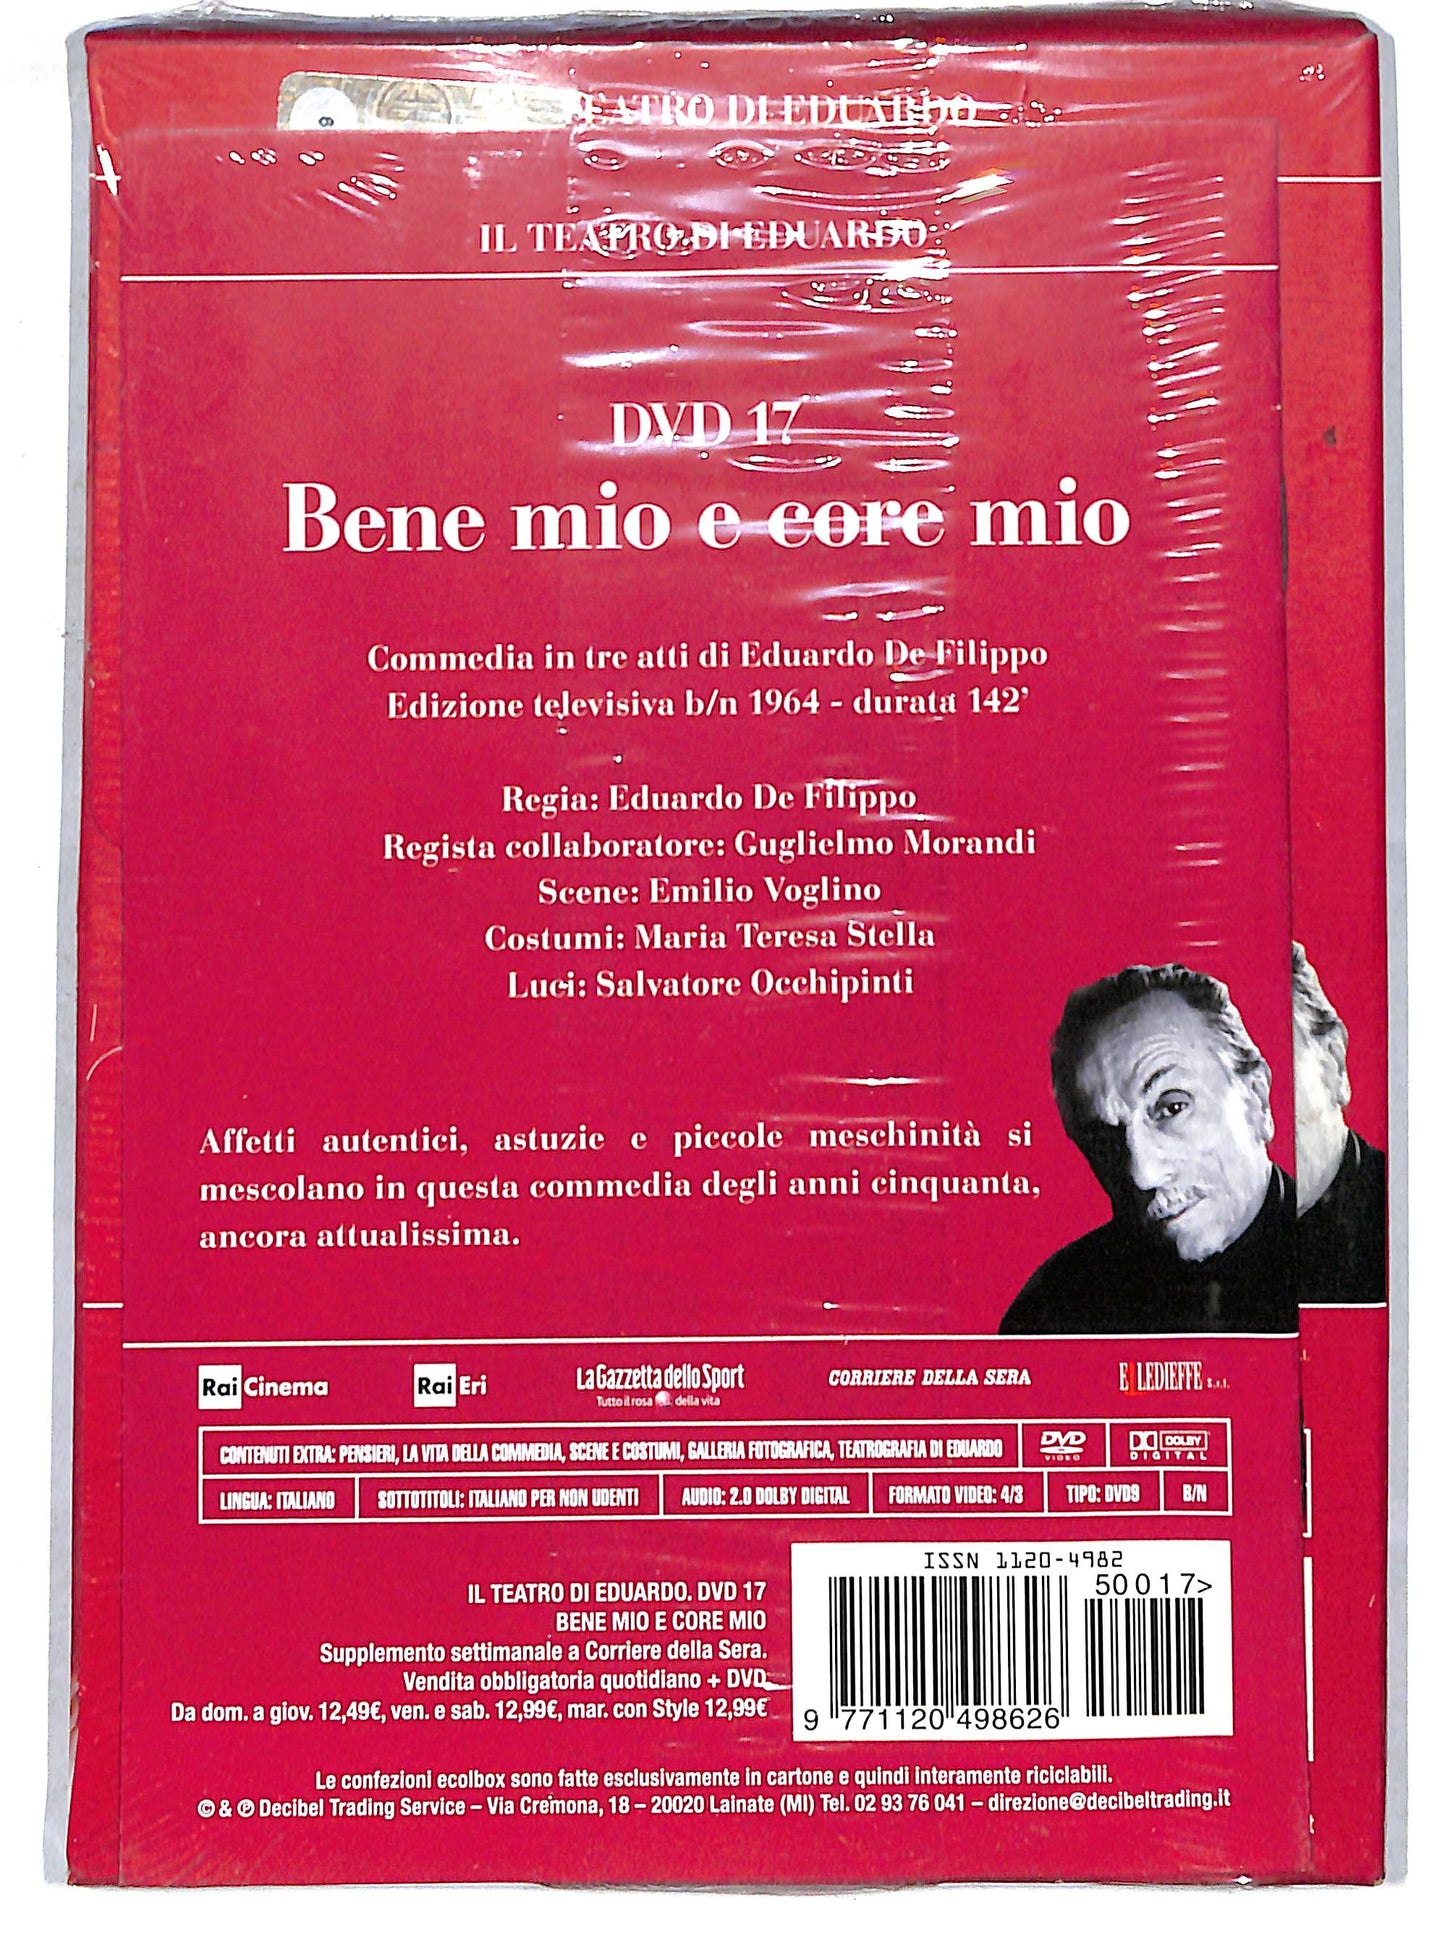 TEATRO DI EDUARDO
IL TEATRO DI EDUARDO
DVD 17
Bene mio e core mio
Commedia in tre atti di Eduardo De Filippo
Edizione televisiva b/n 1964 - durata 142'
Regia: Eduardo De Filippo
Regista collaboratore: Guglielmo Morandi
Scene: Emilio Voglino
Costumi: Maria Teresa Stella
Luci: Salvatore Occhipinti
Affetti autentici, astuzie e piccole meschinità si
mescolano in questa commedia degli anni cinquanta,
ancora attualissima.
Rai Cinema Rai Eri La Gazzetta dello Sport CORRIERE DELLA SERA ELLEDIEFFE s.r.l.
Tutto il rosa della vita
CONTENUTI EXTRA: PENSIERI, LA VITA DELLA COMMEDIA, SCENE E COSTUMI, GALLERIA FOTOGRAFICA, TEATROGRAFIA DI EDUARDO DVD VIDEO DOLBY DIGITAL
LINGUA: ITALIANO SOTTOTITOLI: ITALIANO PER NON UDENTI AUDIO: 2.0 DOLBY DIGITAL FORMATO VIDEO: 4/3 TIPO: DVD9 B/N
IL TEATRO DI EDUARDO. DVD 17
BENE MIO E CORE MIO
Supplemento settimanale a Corriere della Sera.
Vendita obbligatoria quotidiano + DVD
Da dom. a giov. 12,49€, ven. e sab. 12,99€, mar. con Style 12,99€
ISSN 1120-4982
50017>
9 771120 498626
Le confezioni ecolbox sono fatte esclusivamente in cartone e quindi interamente riciclabili.
© & ℗ Decibel Trading Service – Via Cremona, 18 – 20020 Lainate (MI) Tel. 02 93 76 041 – direzione@decibeltrading.it